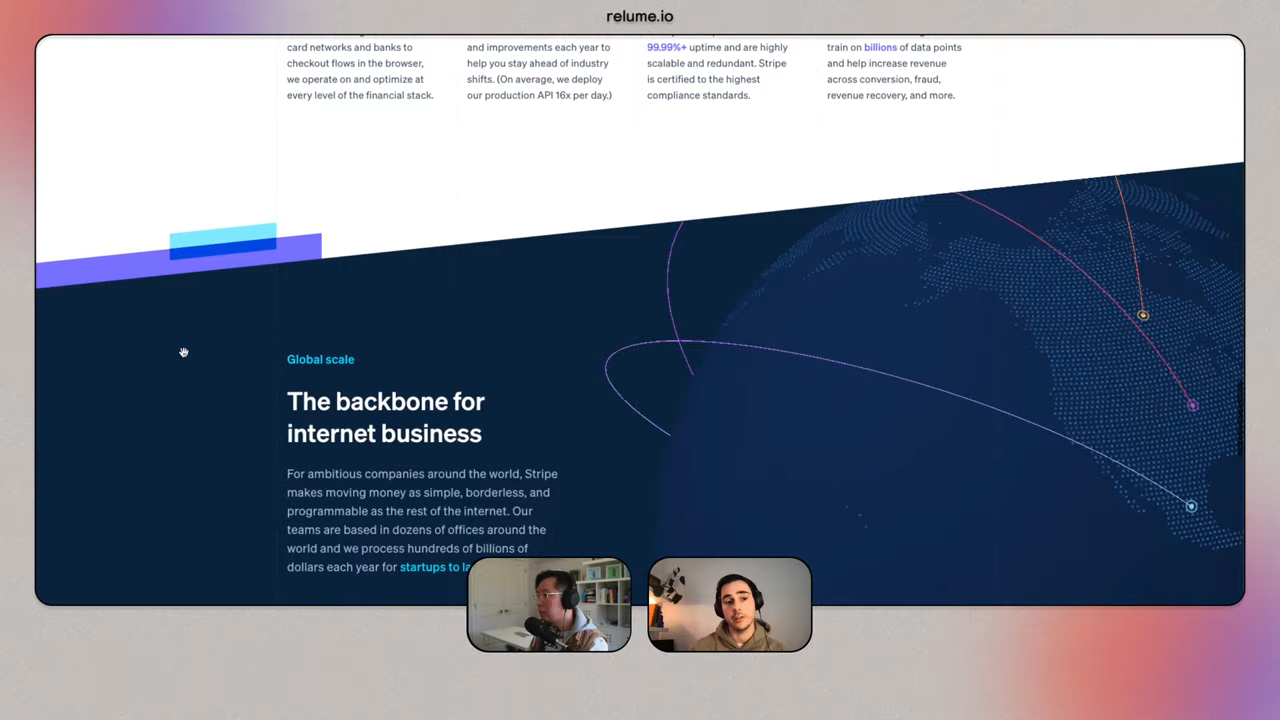 relume.io
card networks and banks to
checkout flows in the browser,
we operate on and optimize at
every level of the financial stack.
and improvements each year to
help you stay ahead of industry
shifts. (On average, we deploy
our production API 16x per day.)
99.99%+ uptime and are highly
scalable and redundant. Stripe
is certified to the highest
compliance standards.
train on billions of data points
and help increase revenue
across conversion, fraud,
revenue recovery, and more.
Global scale
The backbone for
internet business
For ambitious companies around the world, Stripe
makes moving money as simple, borderless, and
programmable as the rest of the internet. Our
teams are based in dozens of offices around the
world and we process hundreds of billions of
dollars each year for startups to